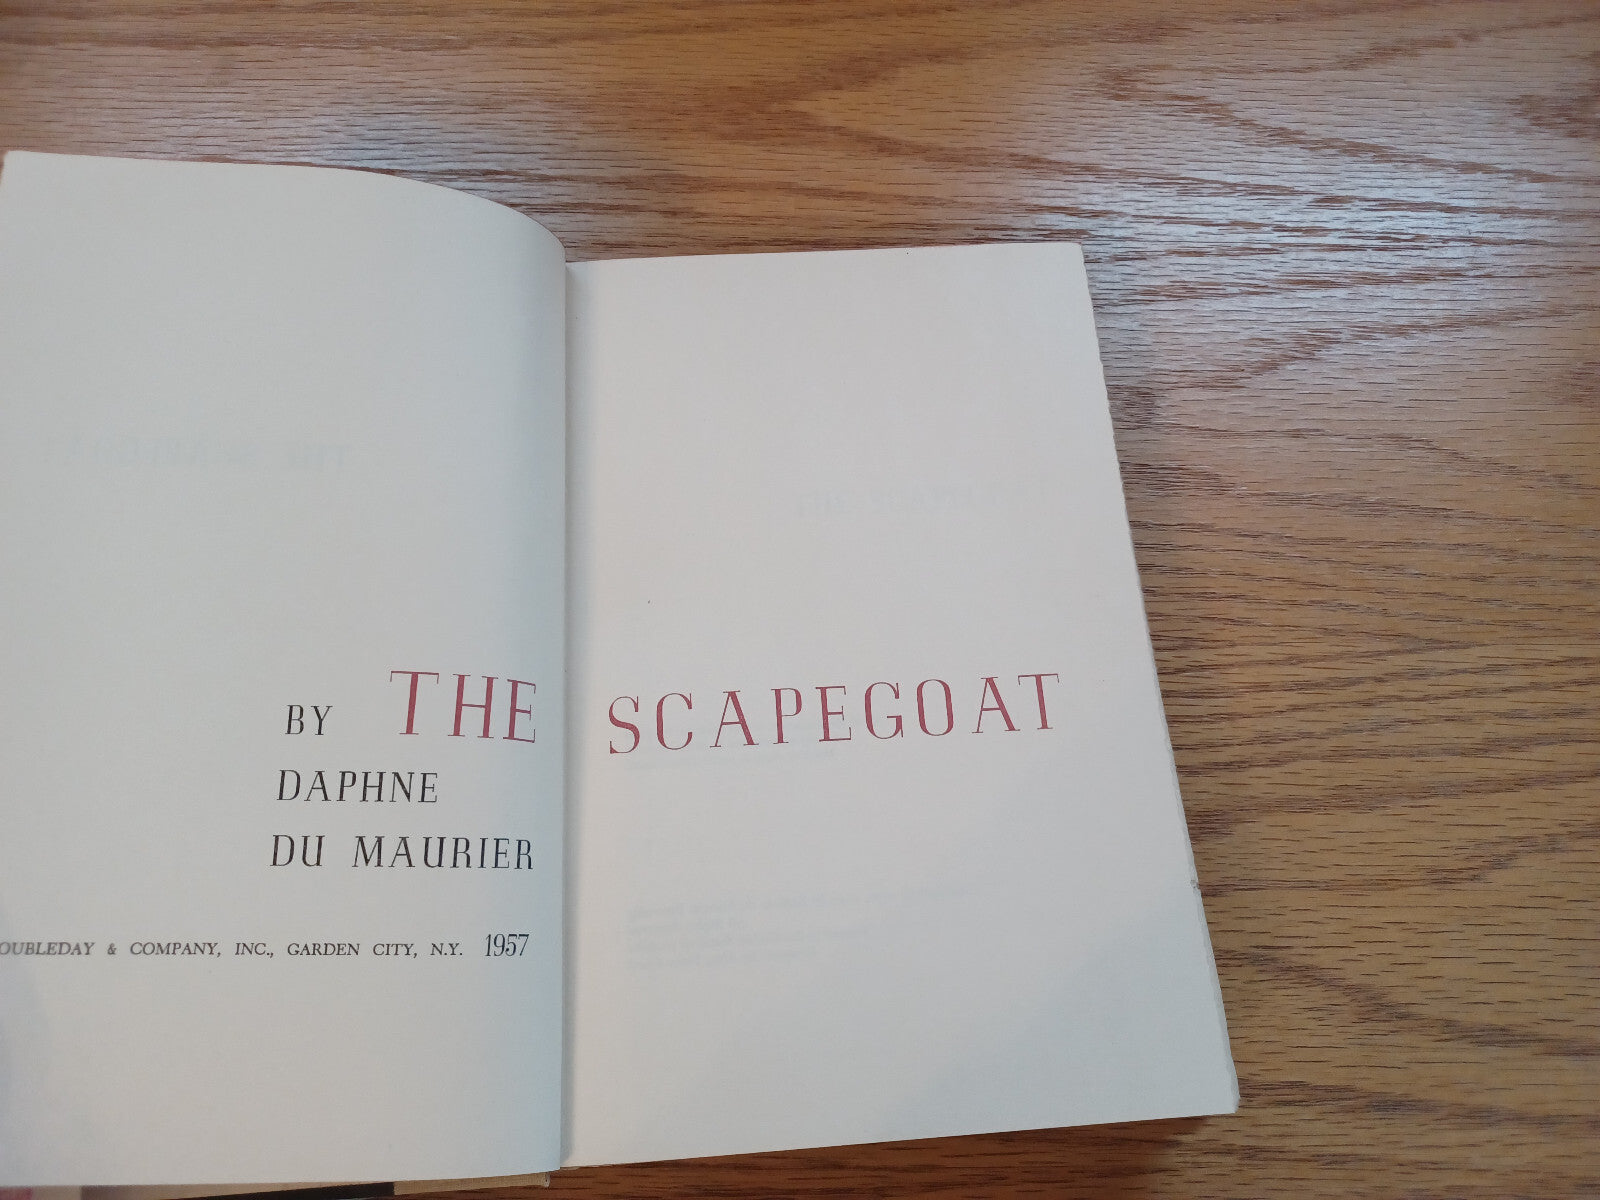 BY THE SCAPEGOAT
DAPHNE
DU MAURIER
OUBLEDAY & COMPANY, INC., GARDEN CITY, N.Y. 1957